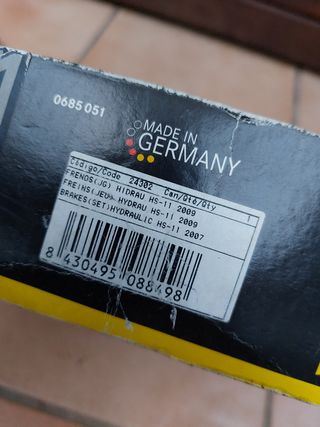 0685 051
MADE IN
GERMANY
Código/Code 24302 Can/Qtd/Qty 1
FRENOS(JG) HIDRAU HS-11 2009
FREINS(JEU) HYDRAU HS-11 2009
BRAKES(SET)HYDRAULIC HS-11 2007
8 430495 088498